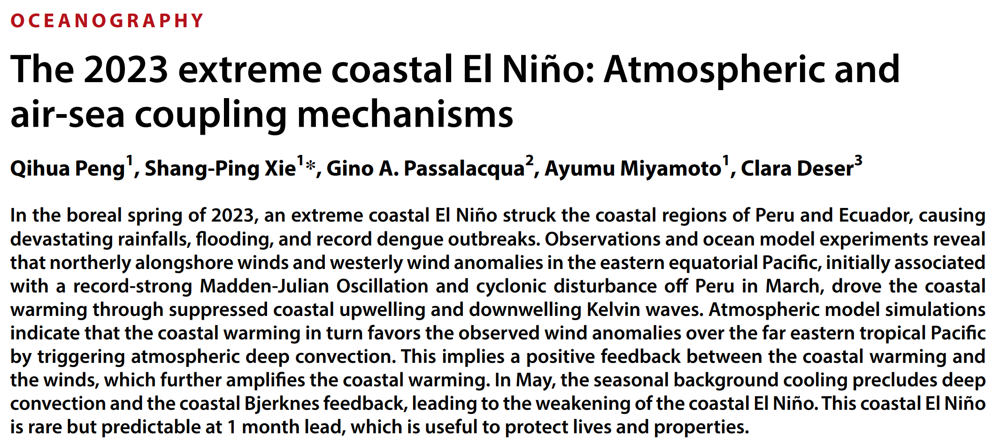 OCEANOGRAPHY
The 2023 extreme coastal El Niño: Atmospheric and
air-sea coupling mechanisms
Qihua Peng1, Shang-Ping Xie1*, Gino A. Passalacqua2, Ayumu Miyamoto1, Clara Deser3
In the boreal spring of 2023, an extreme coastal El Niño struck the coastal regions of Peru and Ecuador, causing
devastating rainfalls, flooding, and record dengue outbreaks. Observations and ocean model experiments reveal
that northerly alongshore winds and westerly wind anomalies in the eastern equatorial Pacific, initially associated
with a record-strong Madden-Julian Oscillation and cyclonic disturbance off Peru in March, drove the coastal
warming through suppressed coastal upwelling and downwelling Kelvin waves. Atmospheric model simulations
indicate that the coastal warming in turn favors the observed wind anomalies over the far eastern tropical Pacific
by triggering atmospheric deep convection. This implies a positive feedback between the coastal warming and
the winds, which further amplifies the coastal warming. In May, the seasonal background cooling precludes deep
convection and the coastal Bjerknes feedback, leading to the weakening of the coastal El Niño. This coastal El Niño
is rare but predictable at 1 month lead, which is useful to protect lives and properties.